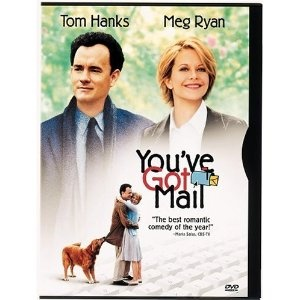 Tom Hanks Meg Ryan
You've
Got
Mail
"The best romantic
comedy of the year!"
DVD